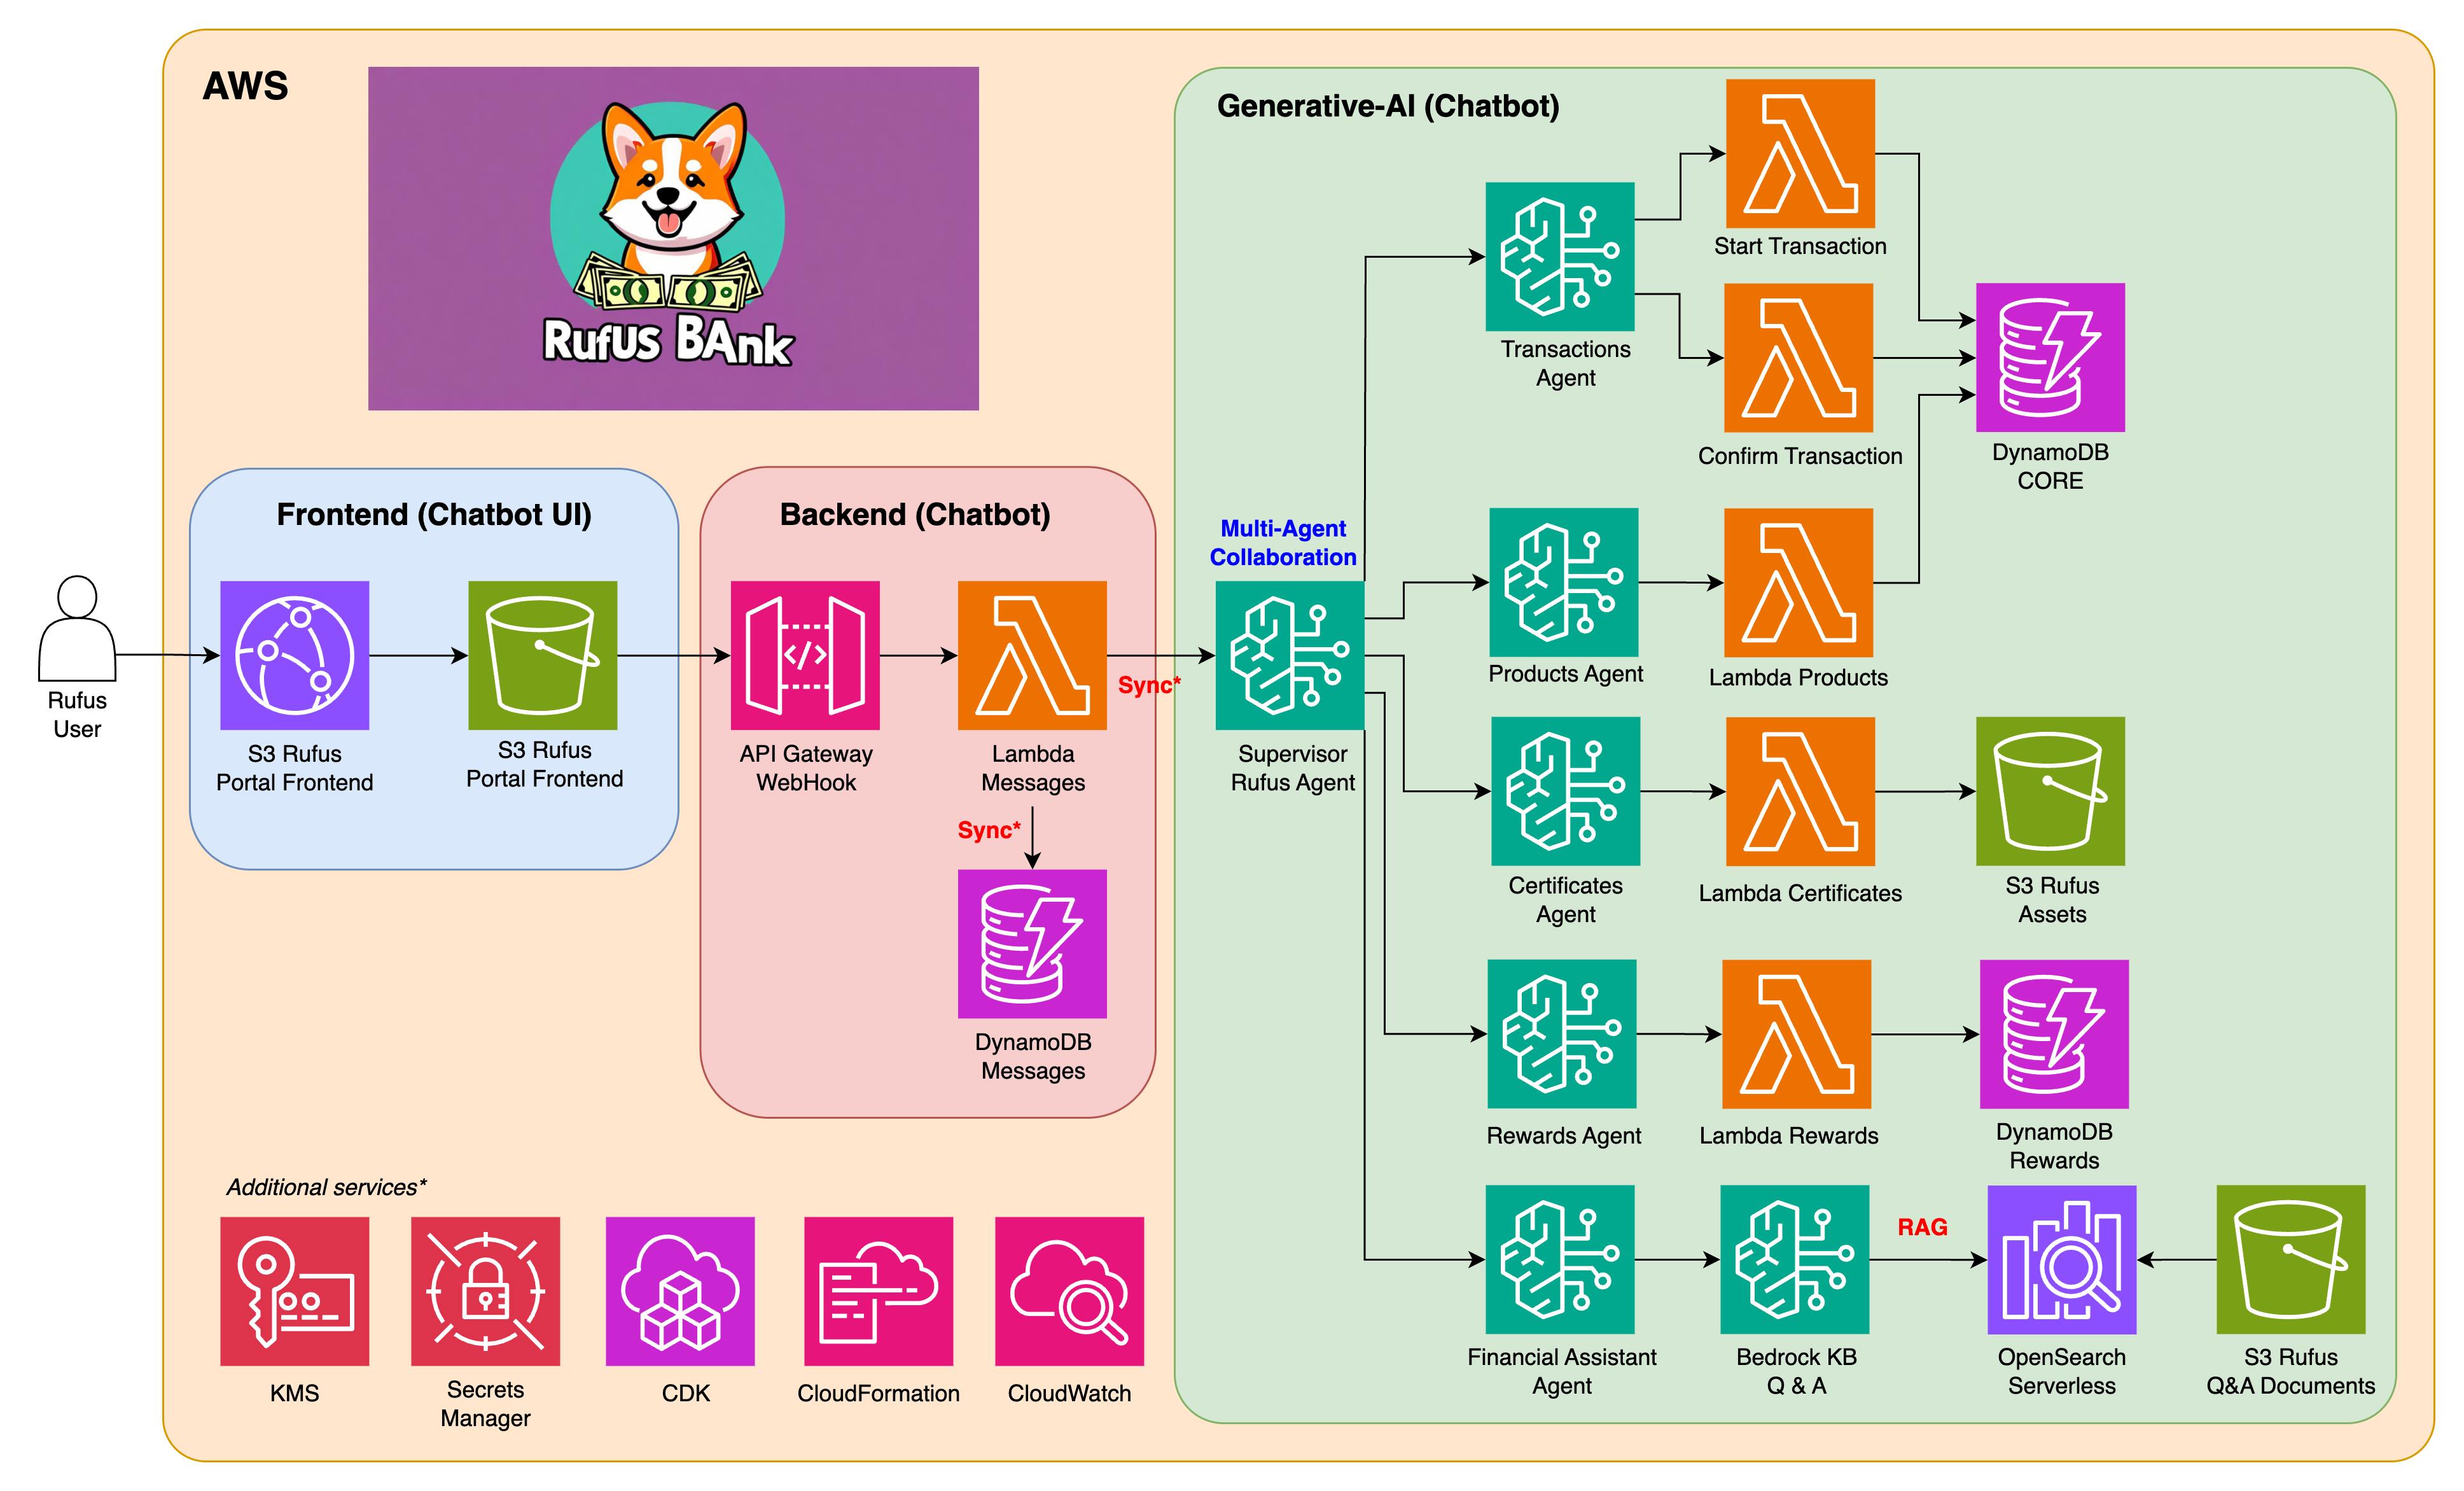 AWS
Rufus BAnk
Generative-AI (Chatbot)
Start Transaction
Transactions
Agent
Confirm Transaction
DynamoDB
CORE
Frontend (Chatbot UI)
Backend (Chatbot)
Multi-Agent
Collaboration
Products Agent
Lambda Products
Rufus
User
S3 Rufus
Portal Frontend
S3 Rufus
Portal Frontend
API Gateway
WebHook
Lambda
Messages
Sync*
Supervisor
Rufus Agent
Sync*
DynamoDB
Messages
Certificates
Agent
Lambda Certificates
S3 Rufus
Assets
Rewards Agent
Lambda Rewards
DynamoDB
Rewards
Additional services*
KMS
Secrets
Manager
CDK
CloudFormation
CloudWatch
Financial Assistant
Agent
Bedrock KB
Q & A
RAG
OpenSearch
Serverless
S3 Rufus
Q&A Documents